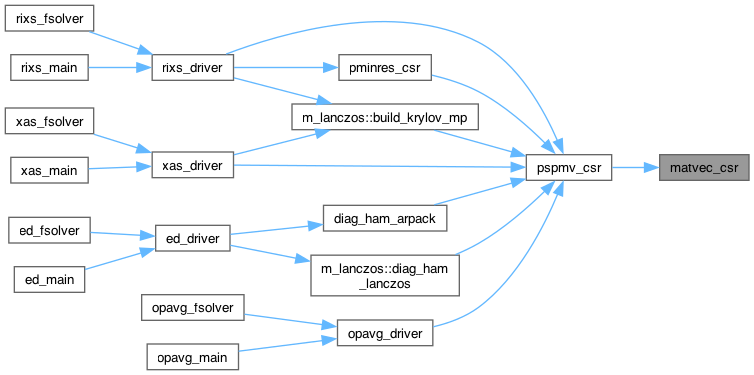 rixs_fsolver
rixs_main
rixs_driver
pminres_csr
xas_fsolver
m_lanczos::build_krylov_mp
xas_main
xas_driver
pspmv_csr
matvec_csr
ed_fsolver
ed_driver
diag_ham_arpack
ed_main
m_lanczos::diag_ham
_lanczos
opavg_fsolver
opavg_driver
opavg_main